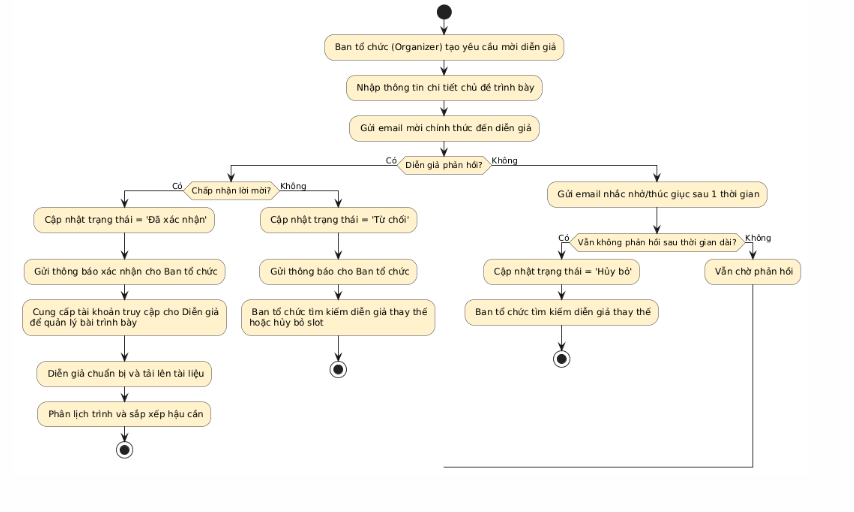 Ban tổ chức (Organizer) tạo yêu cầu mời diễn giả
Nhập thông tin chi tiết chủ đề trình bày
Gửi email mời chính thức đến diễn giả
Có
Diễn giả phản hồi?
Không
Có
Chấp nhận lời mời?
Không
Cập nhật trạng thái = 'Đã xác nhận'
Gửi thông báo xác nhận cho Ban tổ chức
Cung cấp tài khoản truy cập cho Diễn giả
để quản lý bài trình bày
Diễn giả chuẩn bị và tải lên tài liệu
Phân lịch trình và sắp xếp hậu cần
Cập nhật trạng thái = 'Từ chối'
Gửi thông báo cho Ban tổ chức
Ban tổ chức tìm kiếm diễn giả thay thế
hoặc hủy bỏ slot
Gửi email nhắc nhở/thúc giục sau 1 thời gian
Có
Vẫn không phản hồi sau thời gian dài?
Không
Cập nhật trạng thái = 'Hủy bỏ'
Ban tổ chức tìm kiếm diễn giả thay thế
Vẫn chờ phản hồi